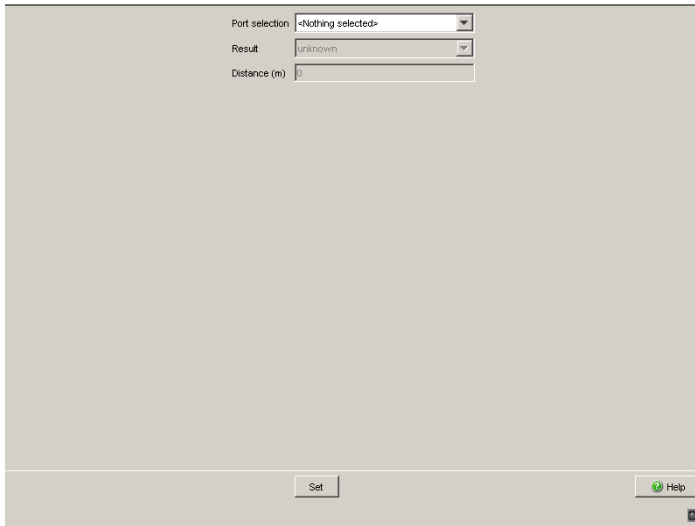 Port selection <Nothing selected>
Result unknown
Distance (m) 0
Set Help